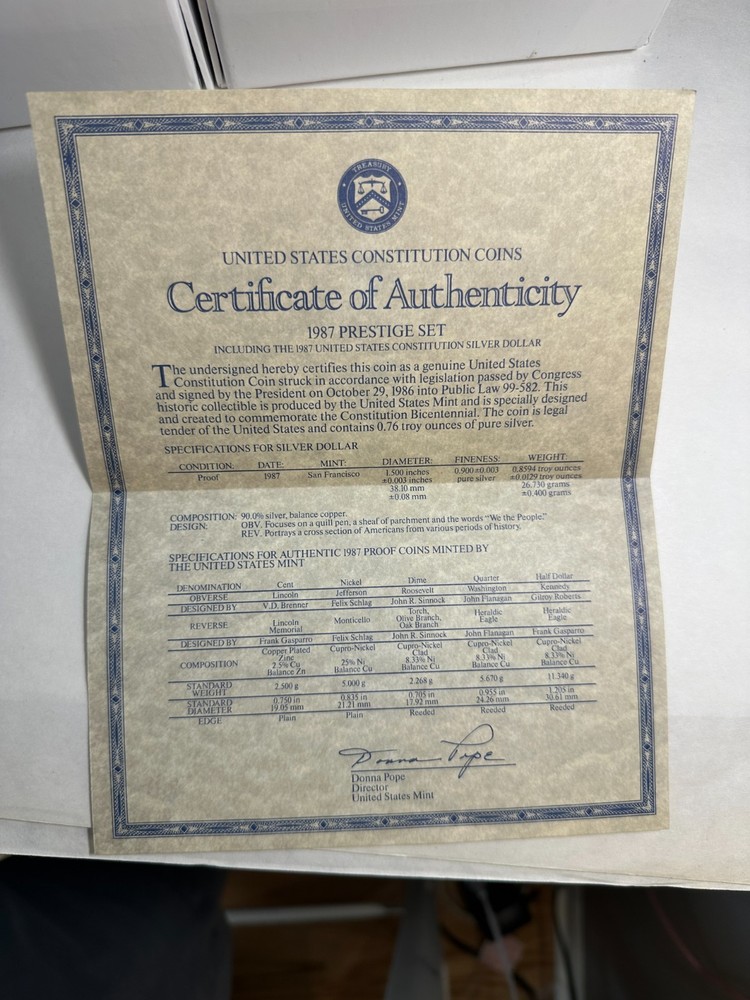 TREASURY
UNITED STATES MINT
UNITED STATES CONSTITUTION COINS
Certificate of Authenticity
1987 PRESTIGE SET
INCLUDING THE 1987 UNITED STATES CONSTITUTION SILVER DOLLAR
The undersigned hereby certifies this coin as a genuine United States
Constitution Coin struck in accordance with legislation passed by Congress
and signed by the President on October 29, 1986 into Public Law 99-582. This
historic collectible is produced by the United States Mint and is specially designed
and created to commemorate the Constitution Bicentennial. The coin is legal
tender of the United States and contains 0.76 troy ounces of pure silver.
SPECIFICATIONS FOR SILVER DOLLAR
CONDITION: DATE: MINT: DIAMETER: FINENESS: WEIGHT:
Proof 1987 San Francisco 1.500 inches 0.900±0.003 0.8594 troy ounces
±0.003 inches pure silver ±0.0129 troy ounces
38.10 mm 26.730 grams
±0.08 mm ±0.400 grams
COMPOSITION: 90.0% silver, balance copper.
DESIGN: OBV. Focuses on a quill pen, a sheaf of parchment and the words "We the People."
REV. Portrays a cross section of Americans from various periods of history.
SPECIFICATIONS FOR AUTHENTIC 1987 PROOF COINS MINTED BY
THE UNITED STATES MINT
DENOMINATION Cent Nickel Dime Quarter Half Dollar
OBVERSE Lincoln Jefferson Roosevelt Washington Kennedy
DESIGNED BY V.D. Brenner Felix Schlag John R. Sinnock John Flanagan Gilroy Roberts
REVERSE Lincoln Memorial Monticello Torch, Olive Branch, Oak Branch Heraldic Eagle Heraldic Eagle
DESIGNED BY Frank Gasparro Felix Schlag John R. Sinnock John Flanagan Frank Gasparro
COMPOSITION Copper Plated Zinc 2.5% Cu Balance Zn Cupro-Nickel 25% Ni Balance Cu Cupro-Nickel Clad 8.33% Ni Balance Cu Cupro-Nickel Clad 8.33% Ni Balance Cu Cupro-Nickel Clad 8.33% Ni Balance Cu
STANDARD WEIGHT 2.500 g 5.000 g 2.268 g 5.670 g 11.340 g
STANDARD DIAMETER 0.750 in 19.05 mm 0.835 in 21.21 mm 0.705 in 17.92 mm 0.955 in 24.26 mm 1.205 in 30.61 mm
EDGE Plain Plain Reeded Reeded Reeded
Donna Pope
Donna Pope
Director
United States Mint